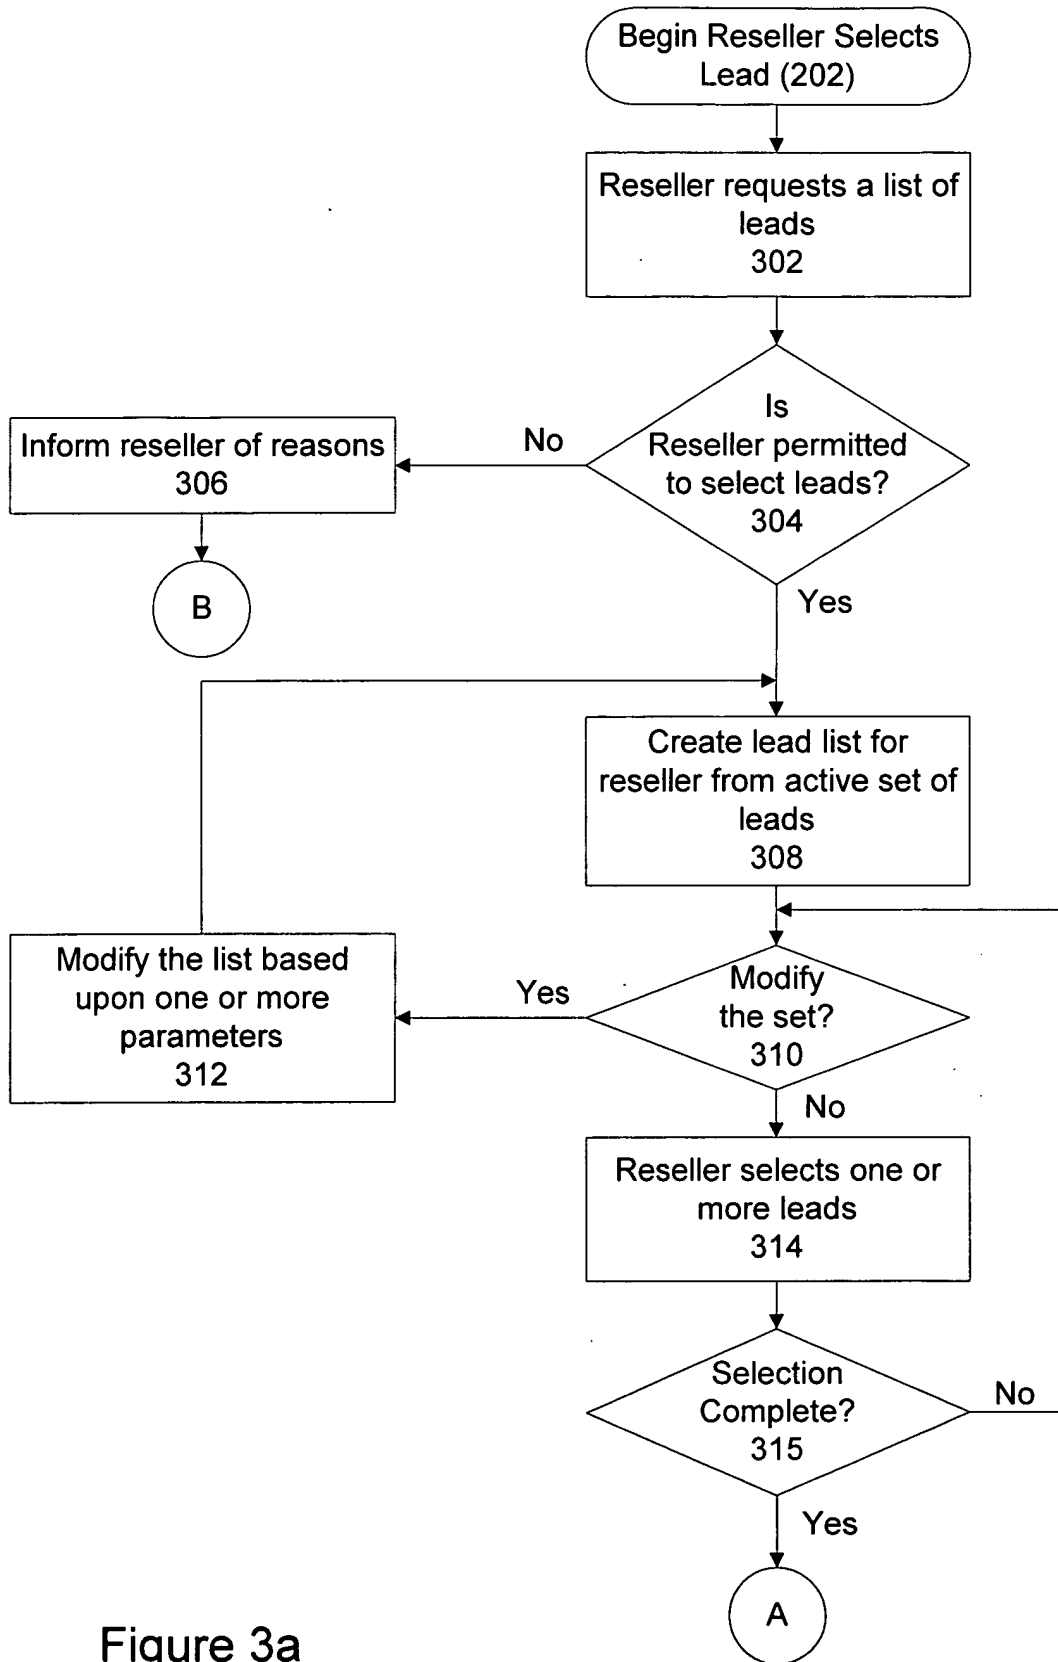 Begin Reseller Selects
Lead (202)
Reseller requests a list of
leads
302
Is
Reseller permitted
to select leads?
304
No
Inform reseller of reasons
306
B
Yes
Create lead list for
reseller from active set of
leads
308
Modify
the set?
310
Yes
Modify the list based
upon one or more
parameters
312
No
Reseller selects one or
more leads
314
Selection
Complete?
315
No
Yes
A
Figure 3a